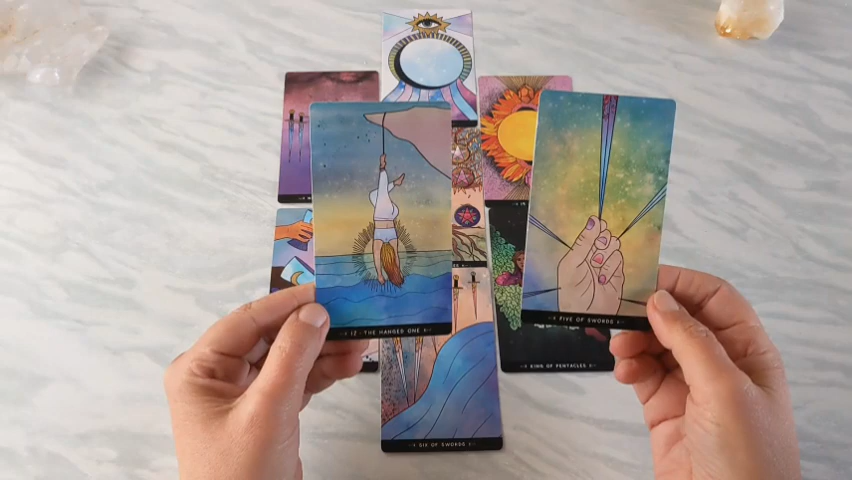 12 · THE HANGED ONE
FIVE OF SWORDS
KING OF PENTACLES
SIX OF SWORDS